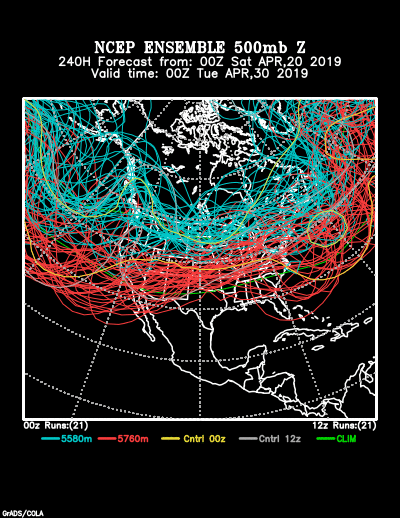 NCEP ENSEMBLE 500mb Z
240H Forecast from: 00Z Sat APR,20 2019
Valid time: 00Z Tue APR,30 2019
00z Runs:(21) 12z Runs:(21)
5580m 5760m Cntrl 00z Cntrl 12z CLIM
GrADS/COLA